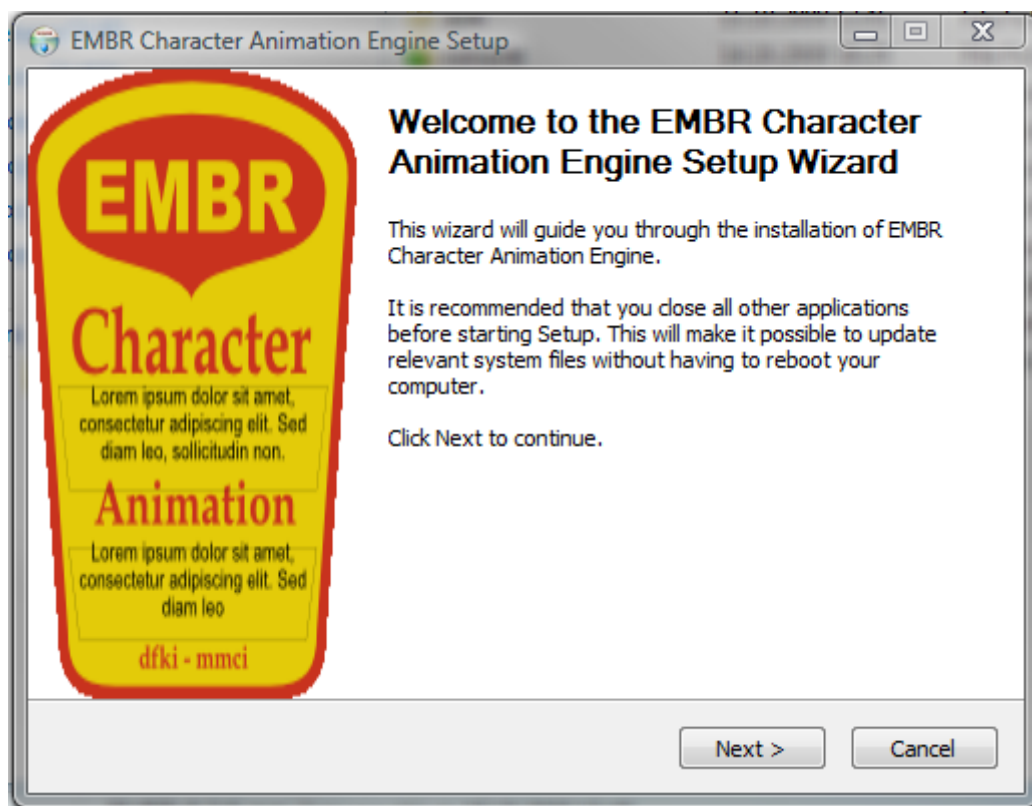 EMBR Character Animation Engine Setup
EMBR
Character
Lorem ipsum dolor sit amet,
consectetur adipiscing elit. Sed
diam leo, sollicitudin non.
Animation
Lorem ipsum dolor sit amet,
consectetur adipiscing elit. Sed
diam leo
dfki - mmci
Welcome to the EMBR Character
Animation Engine Setup Wizard
This wizard will guide you through the installation of EMBR
Character Animation Engine.
It is recommended that you close all other applications
before starting Setup. This will make it possible to update
relevant system files without having to reboot your
computer.
Click Next to continue.
Next >
Cancel